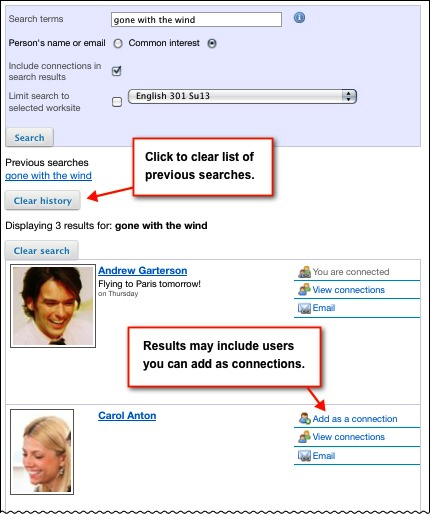 Search terms gone with the wind
Person's name or email Common interest
Include connections in
search results
Limit search to
selected worksite
English 301 Su13
Search
Previous searches
gone with the wind
Click to clear list of
previous searches.
Clear history
Displaying 3 results for: gone with the wind
Clear search
Andrew Garterson
Flying to Paris tomorrow!
on Thursday
You are connected
View connections
Email
Results may include users
you can add as connections.
Carol Anton
Add as a connection
View connections
Email